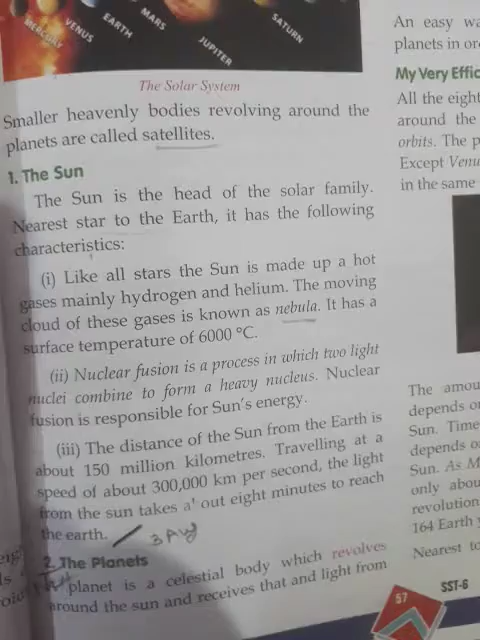 MERCURY
VENUS
EARTH
MARS
JUPITER
SATURN
The Solar System
Smaller heavenly bodies revolving around the
planets are called satellites.
1. The Sun
The Sun is the head of the solar family.
Nearest star to the Earth, it has the following
characteristics:
(i) Like all stars the Sun is made up a hot
gases mainly hydrogen and helium. The moving
cloud of these gases is known as nebula. It has a
surface temperature of 6000 °C.
(ii) Nuclear fusion is a process in which two light
nuclei combine to form a heavy nucleus. Nuclear
fusion is responsible for Sun's energy.
(iii) The distance of the Sun from the Earth is
about 150 million kilometres. Travelling at a
speed of about 300,000 km per second, the light
from the sun takes a out eight minutes to reach
the earth.
2. The Planets
planet is a celestial body which revolves
around the sun and receives that and light from
An easy wa
planets in or
My Very Effic
All the eight
around the
orbits. The p
Except Venu
in the same
The amou
depends o
Sun. Time
depends o
Sun. As M
only abou
revolution
164 Earth
Nearest to
57
SST-6